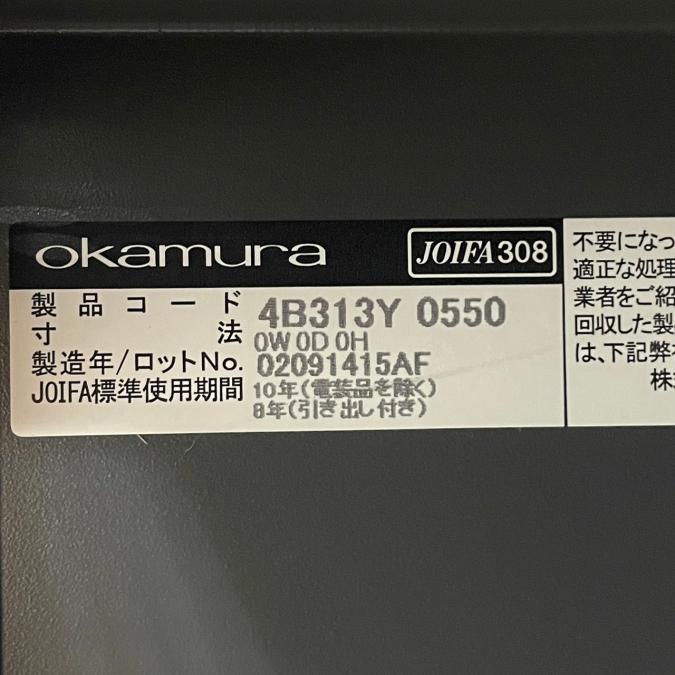 okamura
JOIFA308
製品コード 4B313Y 0550
寸法 0W 0D 0H
製造年/ロットNo. 02091415AF
JOIFA標準使用期間 10年(電装品を除く)
8年(引き出し付き)
不要になっ
適正な処理
業者をご紹
回収した製
は、下記弊
株